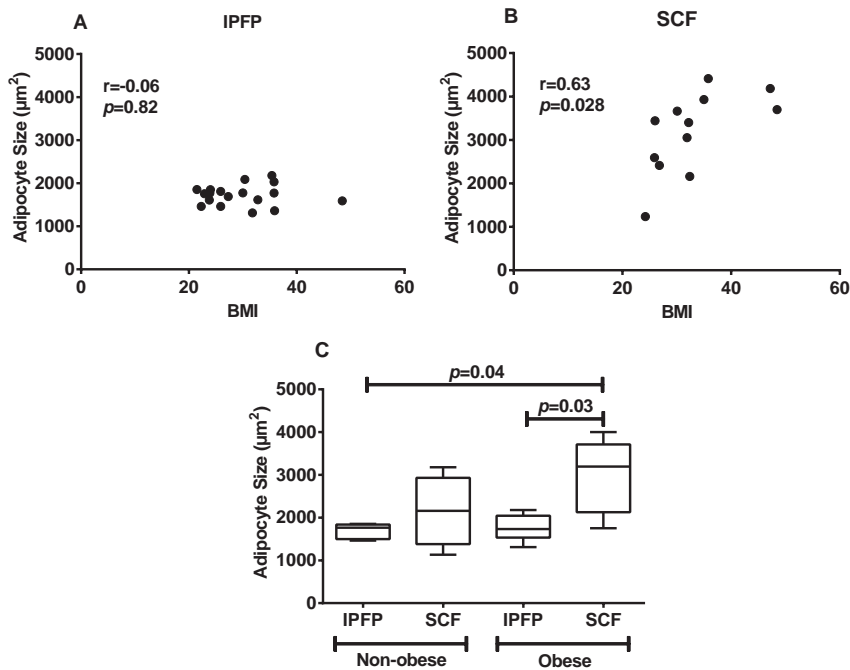 A
IPFP
5000
4000
3000
2000
1000
0
Adipocyte Size (µm²)
r=-0.06
p=0.82
0 20 40 60
BMI
B
SCF
5000
4000
3000
2000
1000
0
Adipocyte Size (µm²)
r=0.63
p=0.028
0 20 40 60
BMI
C
5000
4000
3000
2000
1000
0
Adipocyte Size (µm²)
p=0.04
p=0.03
IPFP SCF IPFP SCF
Non-obese Obese